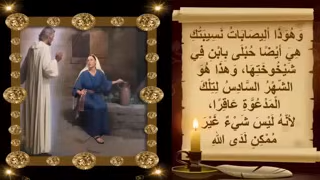 وَهُوَذَا أَلِيصَابَاتُ نَسِيبَتُكِ
هِيَ أَيْضًا حُبْلَى بِابْنٍ فِي
شَيْخُوخَتِهَا، وَهذَا هُوَ
الشَّهْرُ السَّادِسُ لِتِلْكَ
الْمَدْعُوَّةِ عَاقِرًا،
لأَنَّهُ لَيْسَ شَيْءٌ غَيْرَ
مُمْكِنٍ لَدَى اللهِ